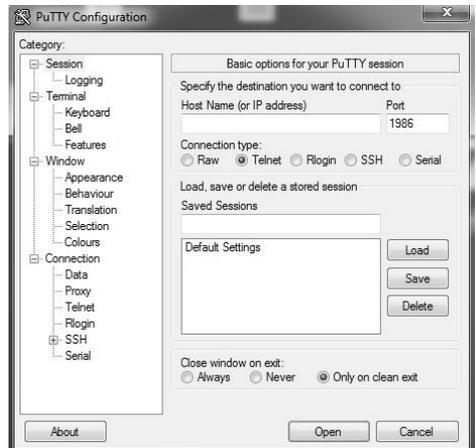 PuTTY Configuration
Category:
Session
Logging
Terminal
Keyboard
Bell
Features
Window
Appearance
Behaviour
Translation
Selection
Colours
Connection
Data
Proxy
Telnet
Rlogin
SSH
Serial
Basic options for your PuTTY session
Specify the destination you want to connect to
Host Name (or IP address) Port
1986
Connection type:
Raw Telnet Rlogin SSH Serial
Load, save or delete a stored session
Saved Sessions
Default Settings
Load
Save
Delete
Close window on exit:
Always Never Only on clean exit
About Open Cancel